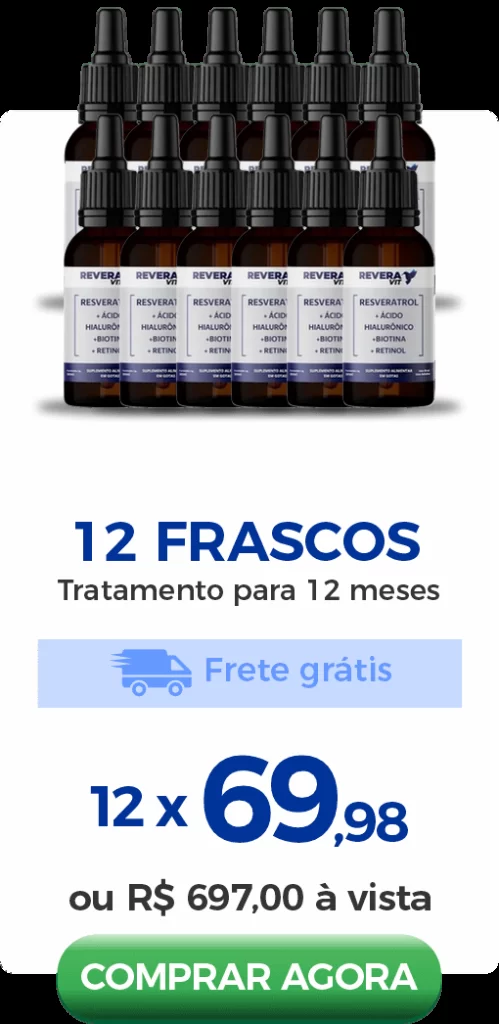 REVERA
VIT
RESVERATROL
+ ÁCIDO
HIALURÔNICO
+BIOTINA
+ RETINOL
SUPLEMENTO ALIMENTAR
EM GOTAS
12 FRASCOS
Tratamento para 12 meses
Frete grátis
12 x 69,98
ou R$ 697,00 à vista
COMPRAR AGORA